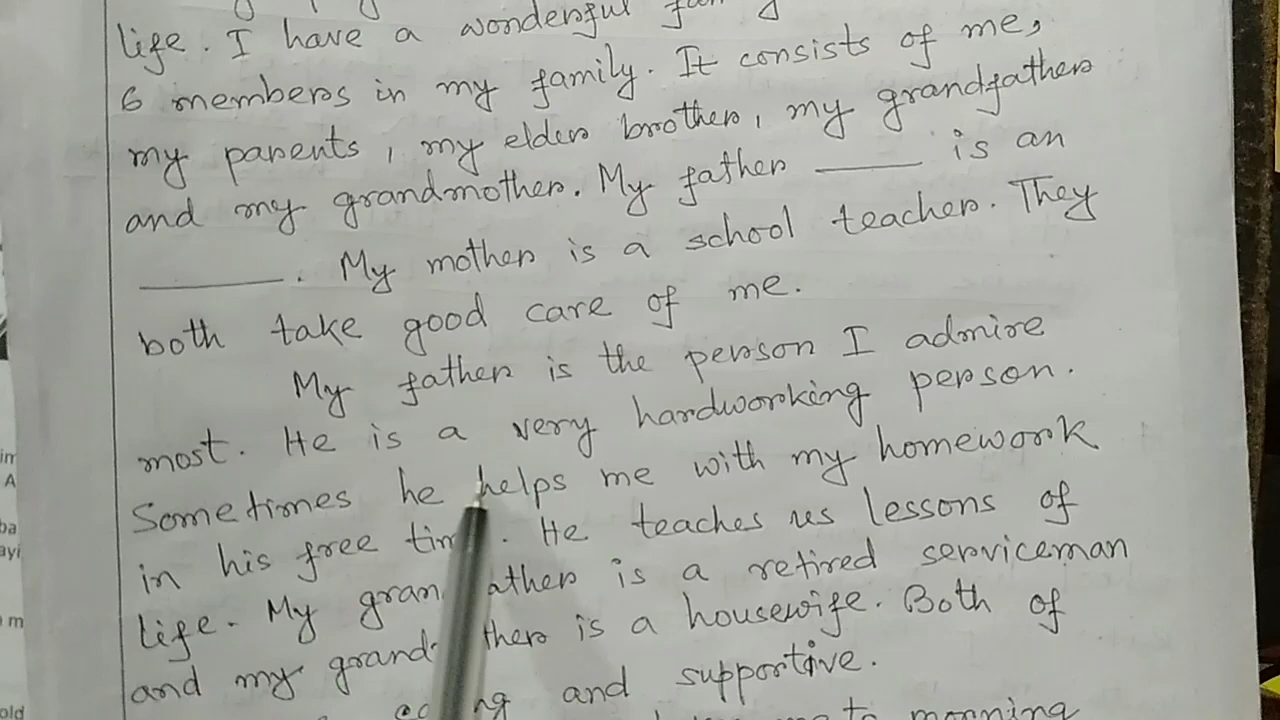 life. I have a wonderful
6 members in my family. It consists of me,
my parents, my elder brother, my grandfather
and my grandmother. My father _____ is an
_______. My mother is a school teacher. They
both take good care of me.
My father is the person I admire
most. He is a very hardworking person.
Sometimes he helps me with my homework
in his free . He teaches us lessons of
life. My is a retired serviceman
and my is a housewife. Both of
and supportive.
morning